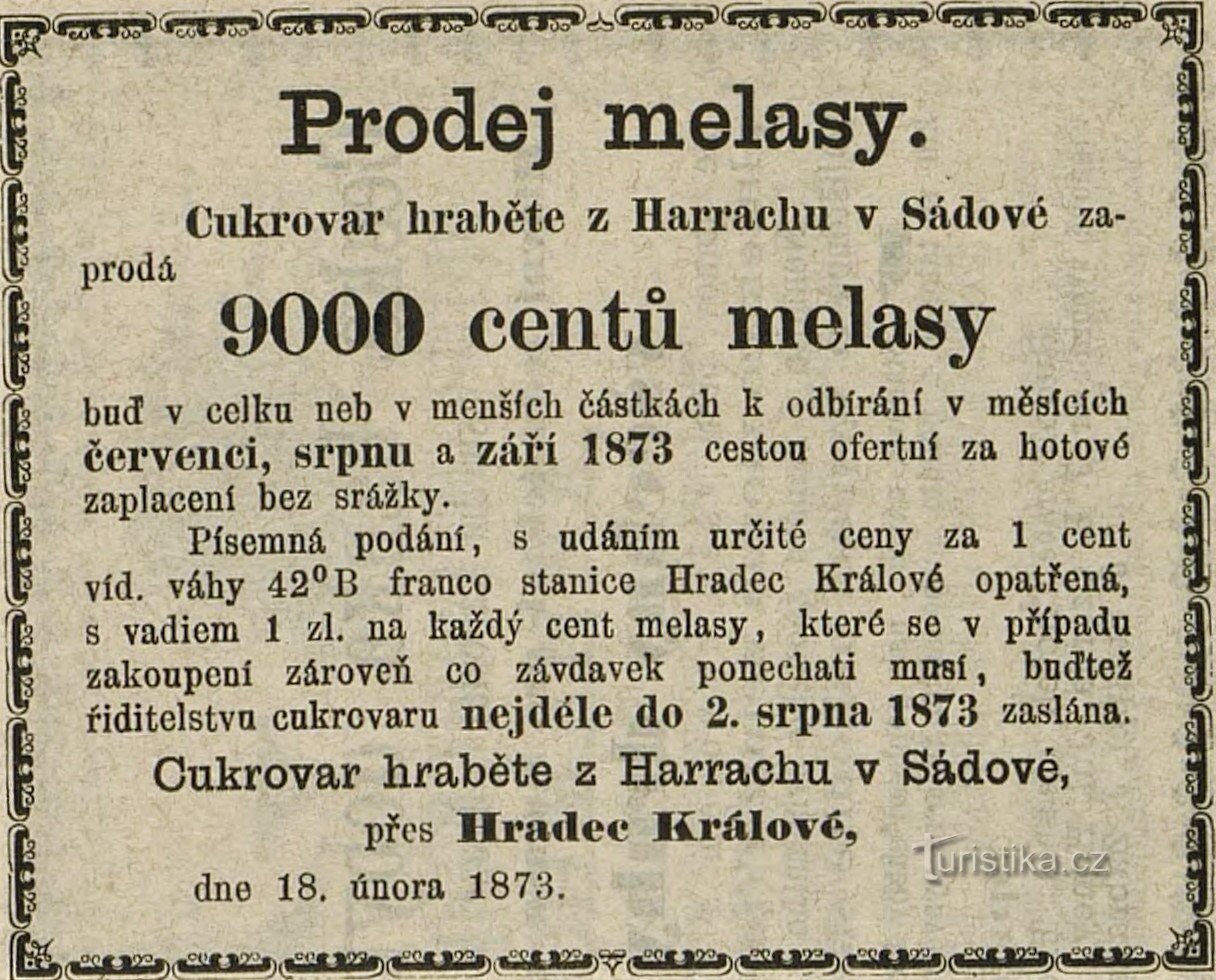 Prodej melasy.
Cukrovar hraběte z Harrachu v Sádové za-
prodá
9000 centů melasy
buď v celku neb v menších částkách k odbírání v měsících
červenci, srpnu a září 1873 cestou ofertní za hotové
zaplacení bez srážky.
Písemná podání, s udáním určité ceny za 1 cent
víd. váhy 42⁰B franco stanice Hradec Králové opatřená,
s vadiem 1 zl. na každý cent melasy, které se v případu
zakoupení zároveň co závdavek ponechati musí, buďtež
řiditelstvu cukrovaru nejdéle do 2. srpna 1873 zaslána.
Cukrovar hraběte z Harrachu v Sádové,
přes Hradec Králové,
dne 18. února 1873.
Turistika.cz